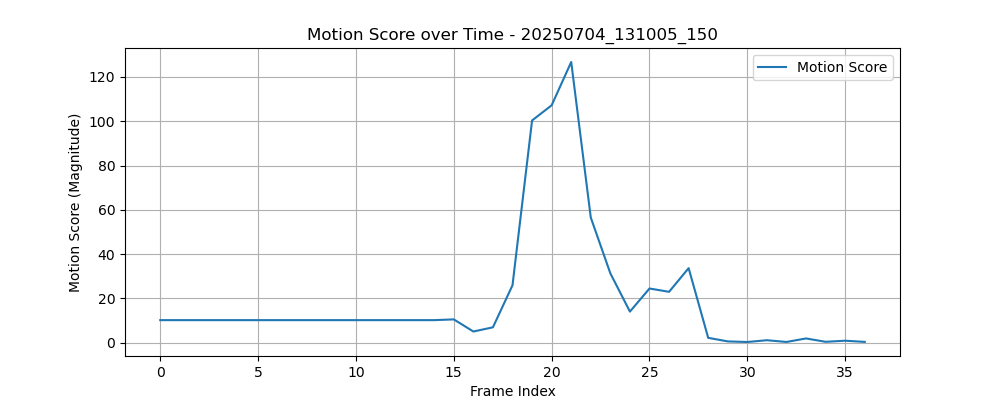 Motion Score over Time - 20250704_131005_150
Motion Score
Motion Score (Magnitude)
120
100
80
60
40
20
0
0 5 10 15 20 25 30 35
Frame Index